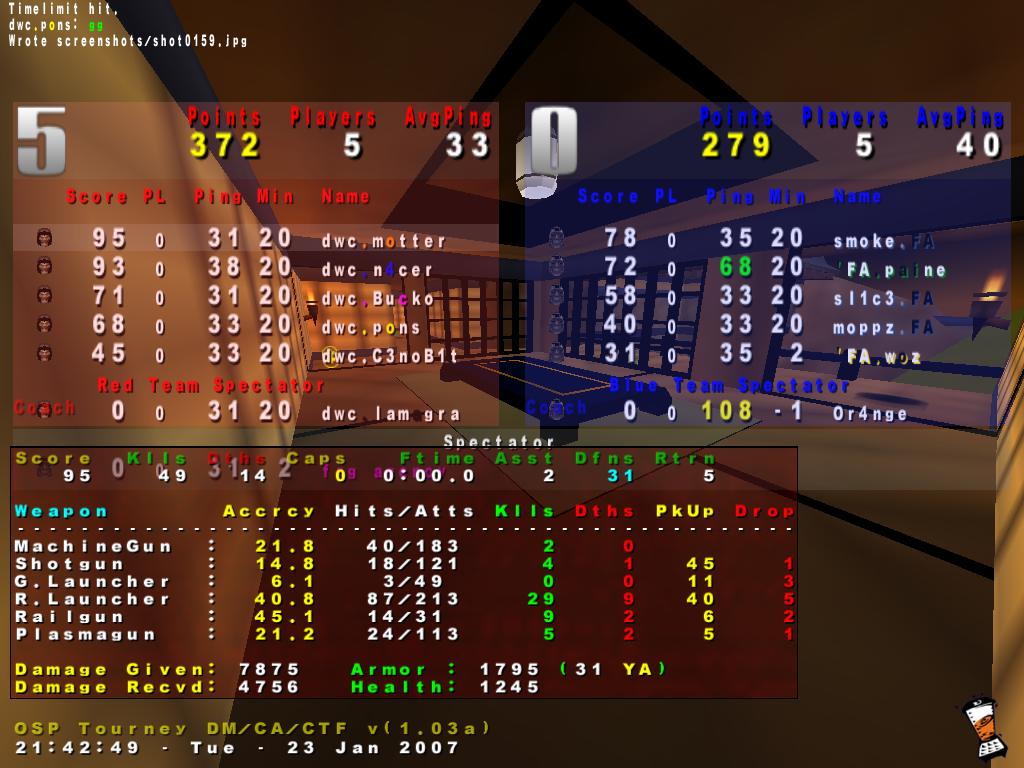 Timelimit hit.
dwc.pons: gg
Wrote screenshots/shot0159.jpg
5 Points Players AvgPing
372 5 33
Score PL Ping Min Name
95 0 31 20 dwc.motter
93 0 38 20 dwc.n4cer
71 0 31 20 dwc.Bucko
68 0 33 20 dwc.pons
45 0 33 20 dwc.C3noB1t
Red Team Spectator
Coach 0 0 31 20 dwc.lam gra
0 Points Players AvgPing
279 5 40
Score PL Ping Min Name
78 0 35 20 smoke.FA
72 0 68 20 'FA.paine
58 0 33 20 sl1c3.FA
40 0 33 20 moppz.FA
31 0 35 2 'FA.woz
Blue Team Spectator
Coach 0 0 108 -1 Or4nge
Spectator
0 31 2
Score Klls Dths Caps Ftime Asst Dfns Rtrn
95 49 14 0 0:00.0 2 31 5
Weapon Accrcy Hits/Atts Klls Dths PkUp Drop
MachineGun : 21.8 40/183 2 0
Shotgun : 14.8 18/121 4 1 45 1
G.Launcher : 6.1 3/49 0 0 11 3
R.Launcher : 40.8 87/213 29 9 40 5
Railgun : 45.1 14/31 9 2 6 2
Plasmagun : 21.2 24/113 5 2 5 1
Damage Given: 7875 Armor : 1795 (31 YA)
Damage Recvd: 4756 Health: 1245
OSP Tourney DM/CA/CTF v(1.03a)
21:42:49 - Tue - 23 Jan 2007